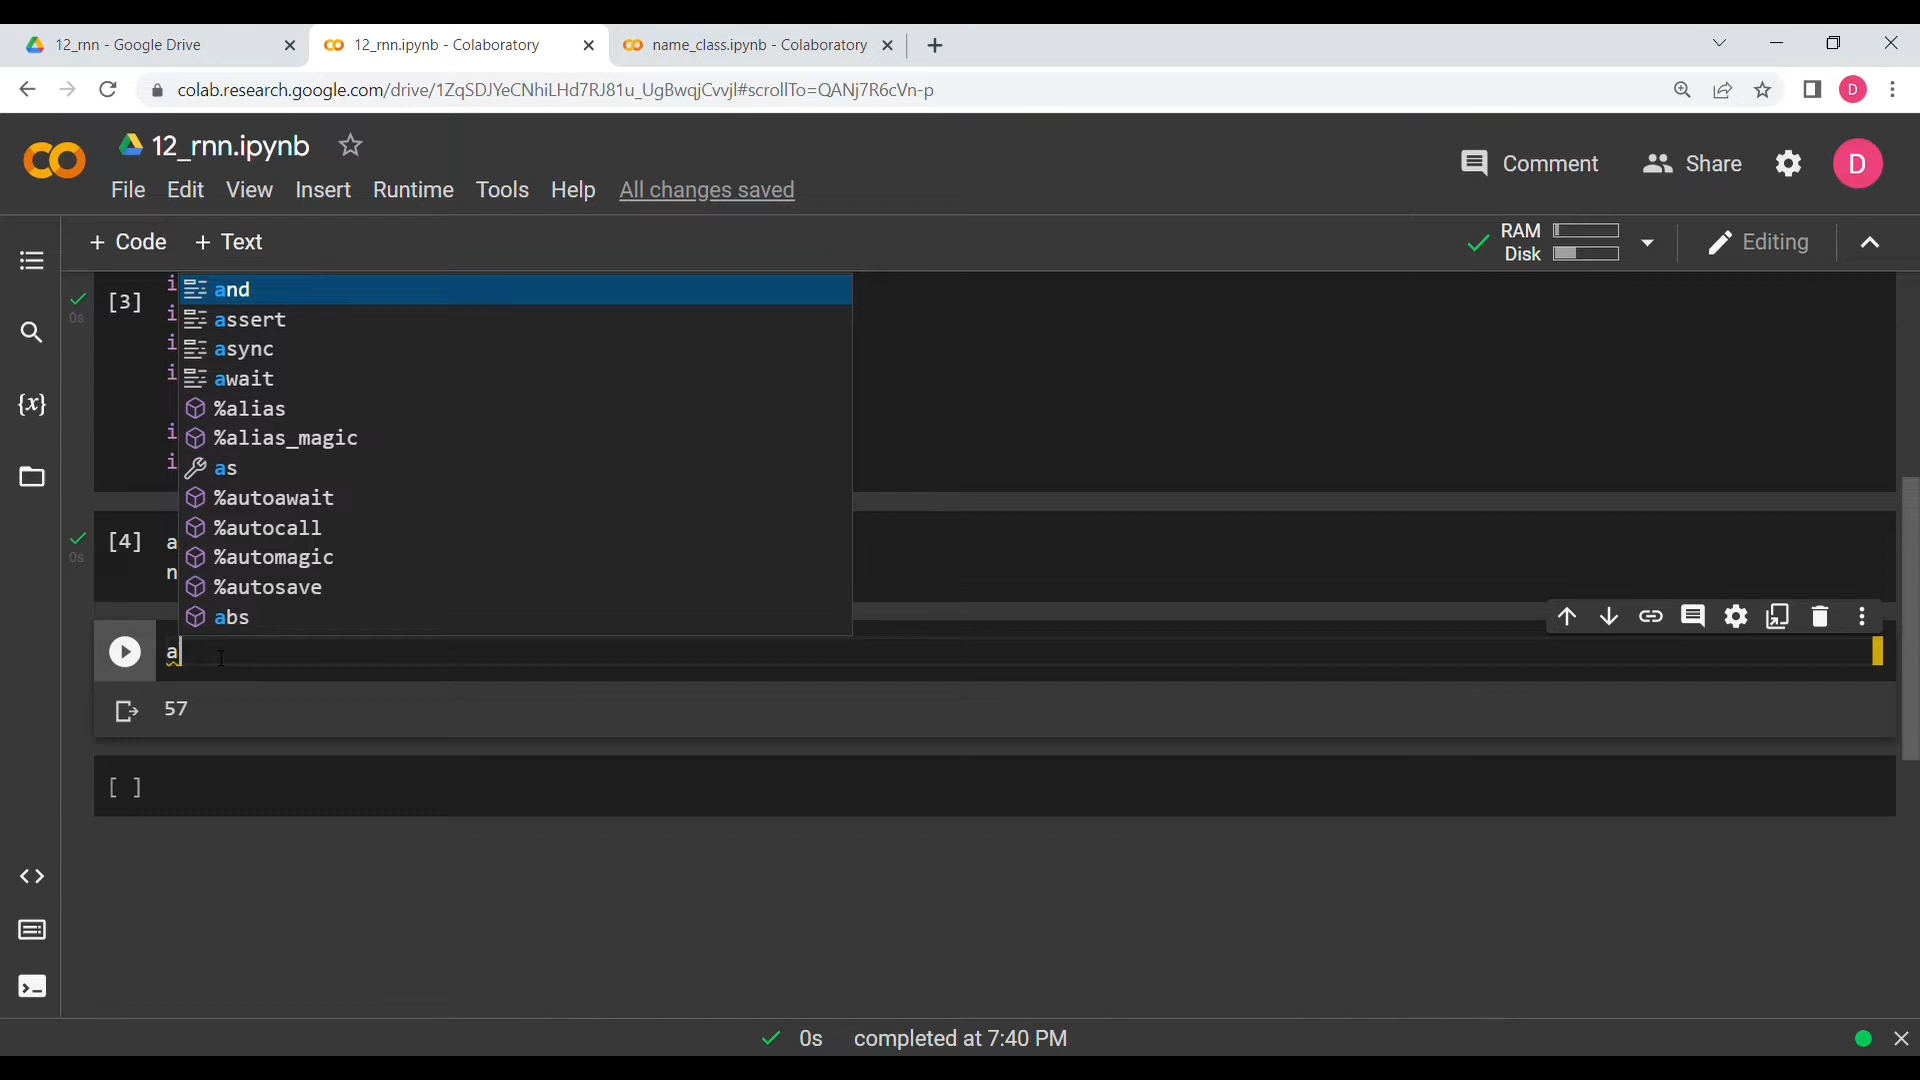 12_rnn - Google Drive
12_rnn.ipynb - Colaboratory
name_class.ipynb - Colaboratory
colab.research.google.com/drive/1ZqSDJYeCNhiLHd7RJ81u_UgBwqjCvvjl#scrollTo=QANj7R6cVn-p
D
12_rnn.ipynb
Comment
Share
D
File Edit View Insert Runtime Tools Help All changes saved
+ Code + Text
RAM
Disk
Editing
[3]
0s
i
i
i
i
i
i
and
assert
async
await
%alias
%alias_magic
as
%autoawait
%autocall
%automagic
%autosave
abs
[4]
0s
a
n
a
57
[ ]
0s completed at 7:40 PM